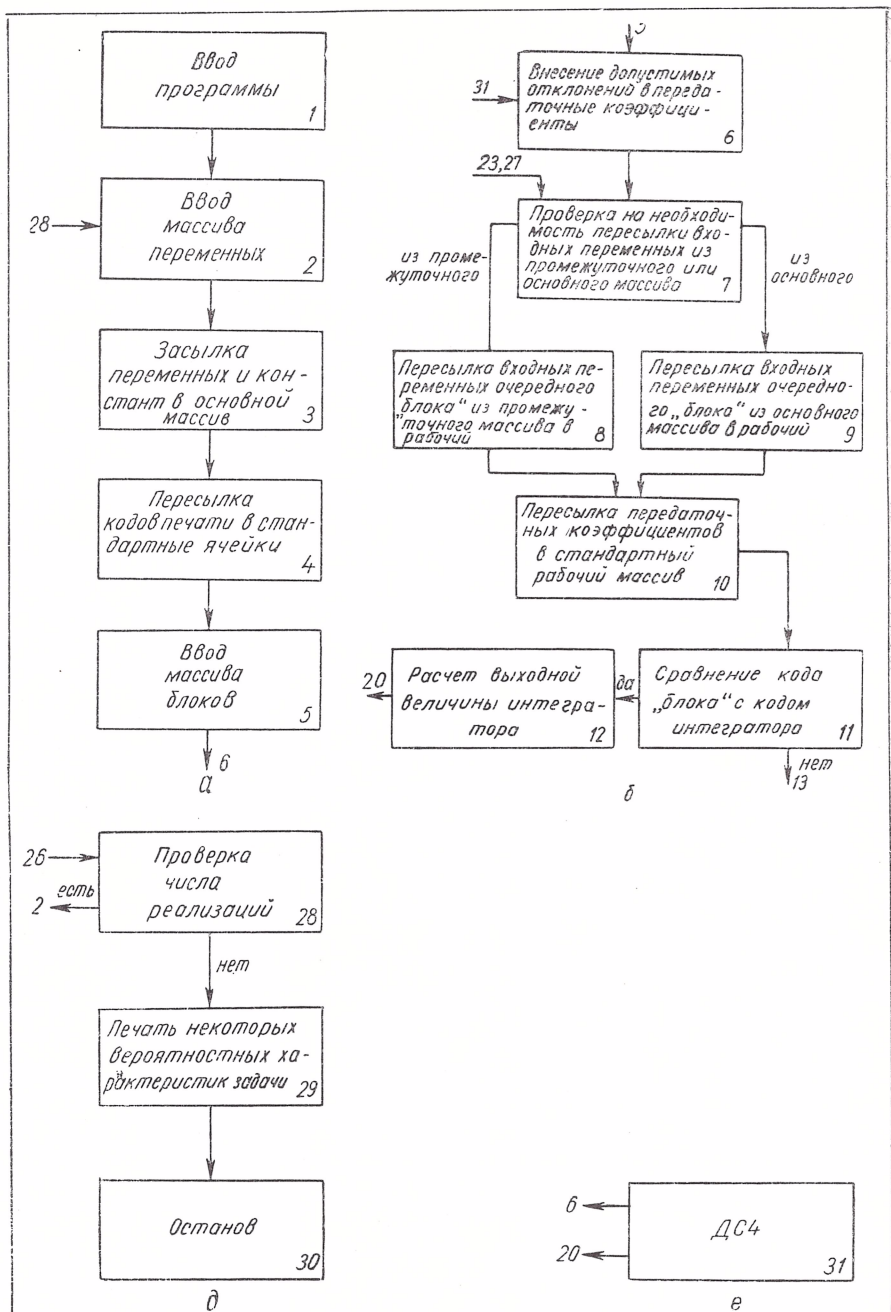 Ввод
программы
1
28
Ввод
массива
переменных
2
Засылка
переменных и кон-
стант в основной
массив
3
Пересылка
кодов печати в стан-
дартные ячейки
4
Ввод
массива
блоков
5
6
а
5
31
Внесение допустимых
отклонений в переда-
точные коэффици-
енты
6
23,27
Проверка на необходи-
мость пересылки вхо-
дных переменных из
промежуточного или
основного массива
7
из проме-
жуточного
из
основного
Пересылка входных пе-
ременных очередного
„блока“ из промежу-
точного массива в
рабочий
8
Пересылка входных
переменных очередно-
го „блока“ из основного
массива в рабочий
9
Пересылка передаточ-
ных коэффициентов
в стандартный
рабочий массив
10
20
Расчет выходной
величины интегра-
тора
12
да
Сравнение кода
„блока“ с кодом
интегратора
11
нет
13
б
26
2
есть
Проверка
числа
реализаций
28
нет
Печать некоторых
вероятностных ха-
рактеристик задачи
29
Останов
30
д
6
20
ДС4
31
е